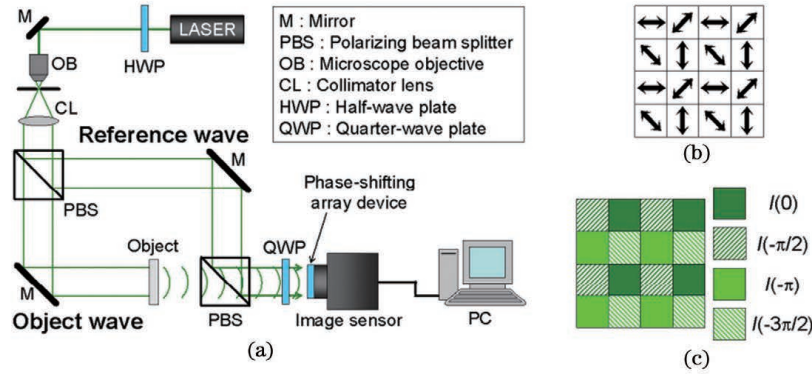 M
LASER
HWP
OB
CL
M : Mirror
PBS : Polarizing beam splitter
OB : Microscope objective
CL : Collimator lens
HWP : Half-wave plate
QWP : Quarter-wave plate
Reference wave
M
PBS
Phase-shifting
array device
Object
QWP
M
Object wave
PBS
Image sensor
PC
(a)
(b)
I(0)
I(-π/2)
I(-π)
I(-3π/2)
(c)